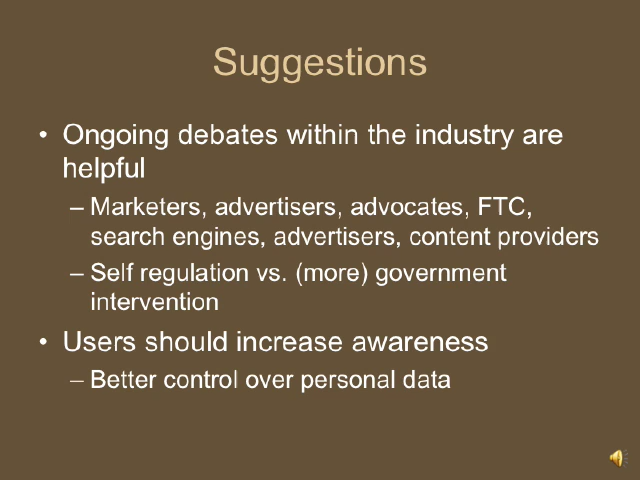 Suggestions
• Ongoing debates within the industry are
helpful
– Marketers, advertisers, advocates, FTC,
search engines, advertisers, content providers
– Self regulation vs. (more) government
intervention
• Users should increase awareness
– Better control over personal data